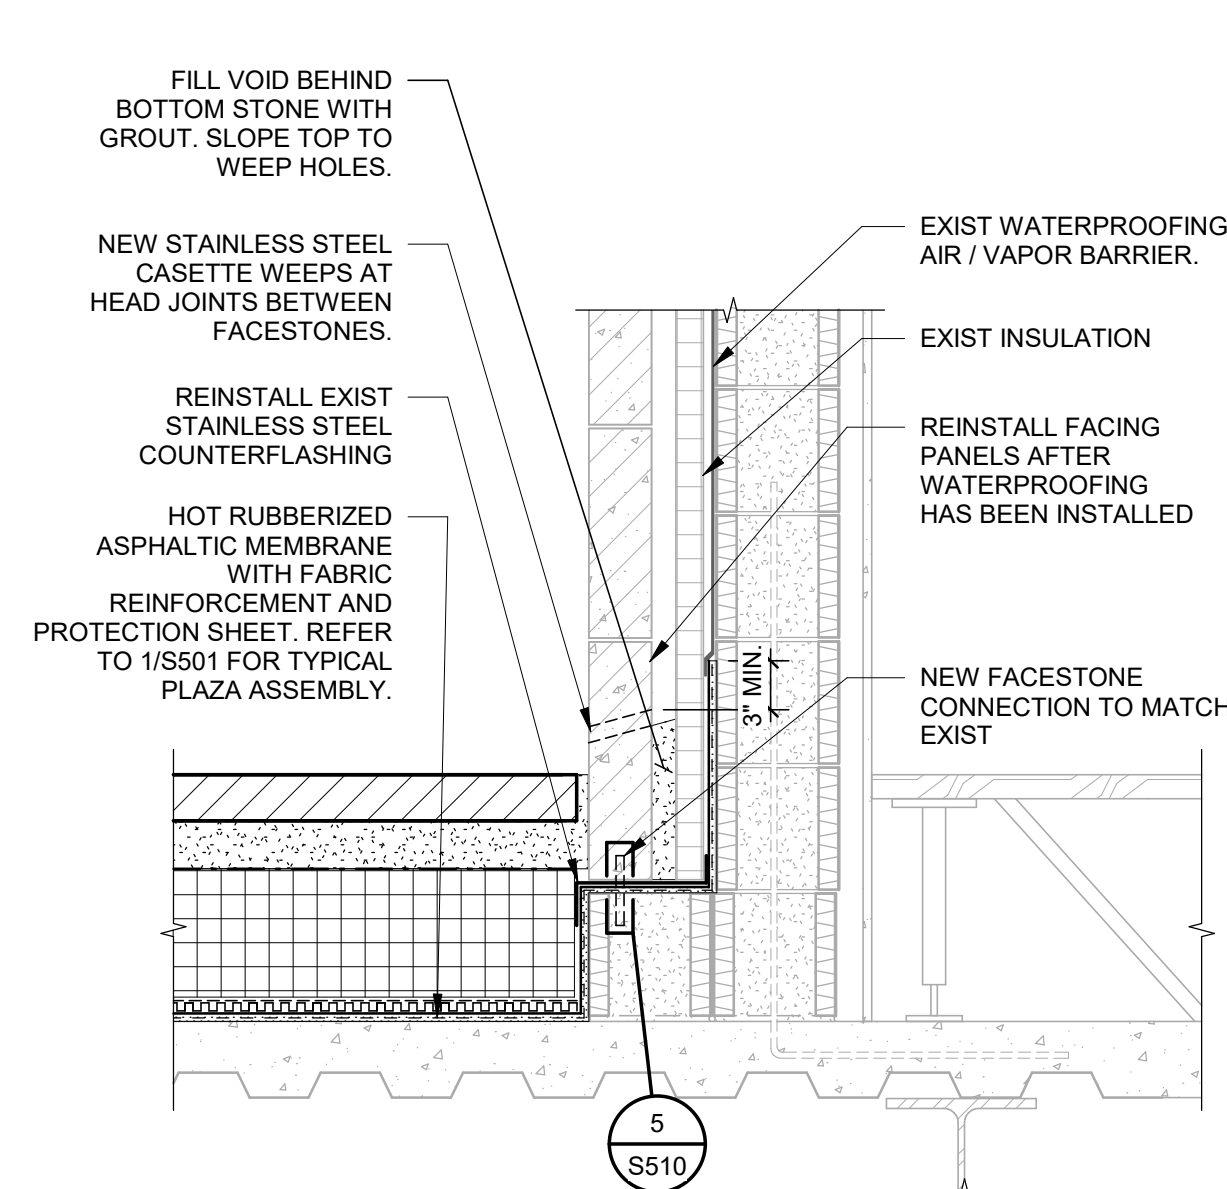 FILL VOID BEHIND
BOTTOM STONE WITH
GROUT. SLOPE TOP TO
WEEP HOLES.
NEW STAINLESS STEEL
CASETTE WEEPS AT
HEAD JOINTS BETWEEN
FACESTONES.
REINSTALL EXIST
STAINLESS STEEL
COUNTERFLASHING
HOT RUBBERIZED
ASPHALTIC MEMBRANE
WITH FABRIC
REINFORCEMENT AND
PROTECTION SHEET. REFER
TO 1/S501 FOR TYPICAL
PLAZA ASSEMBLY.
EXIST WATERPROOFING
AIR / VAPOR BARRIER.
EXIST INSULATION
REINSTALL FACING
PANELS AFTER
WATERPROOFING
HAS BEEN INSTALLED
3" MIN.
NEW FACESTONE
CONNECTION TO MATCH
EXIST
5
S510